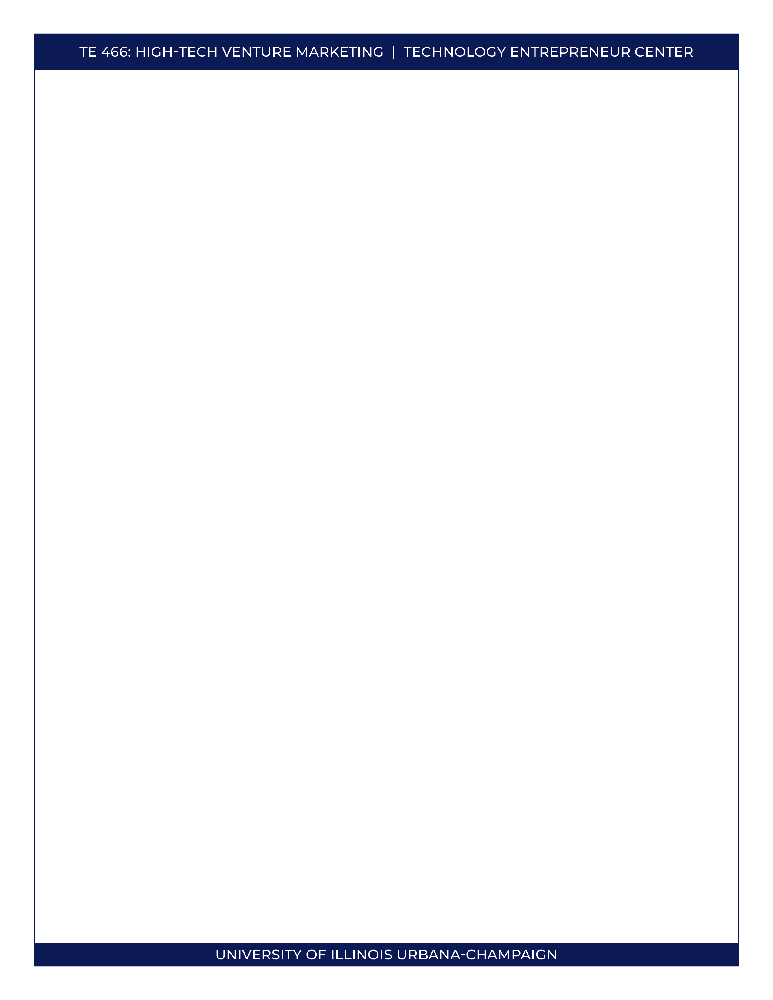 TE 466: HIGH-TECH VENTURE MARKETING | TECHNOLOGY ENTREPRENEUR CENTER
UNIVERSITY OF ILLINOIS URBANA-CHAMPAIGN